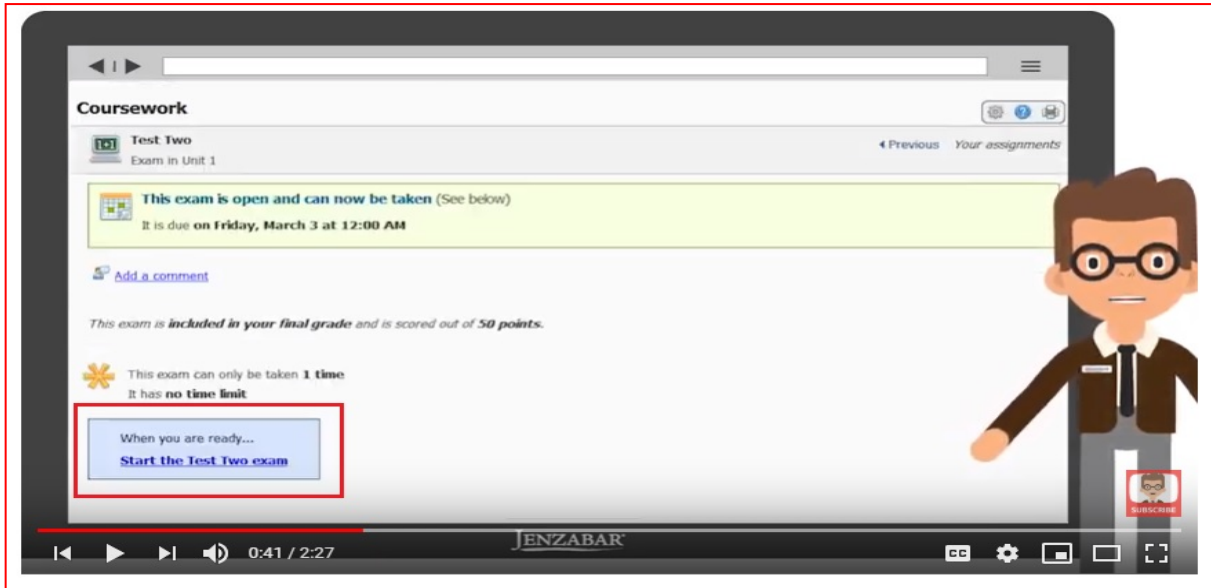 Coursework
Test Two
Exam in Unit 1
Previous Your assignments
This exam is open and can now be taken (See below)
It is due on Friday, March 3 at 12:00 AM
Add a comment
This exam is included in your final grade and is scored out of 50 points.
This exam can only be taken 1 time
It has no time limit
When you are ready...
Start the Test Two exam
SUBSCRIBE
JENZABAR
0:41 / 2:27
CC